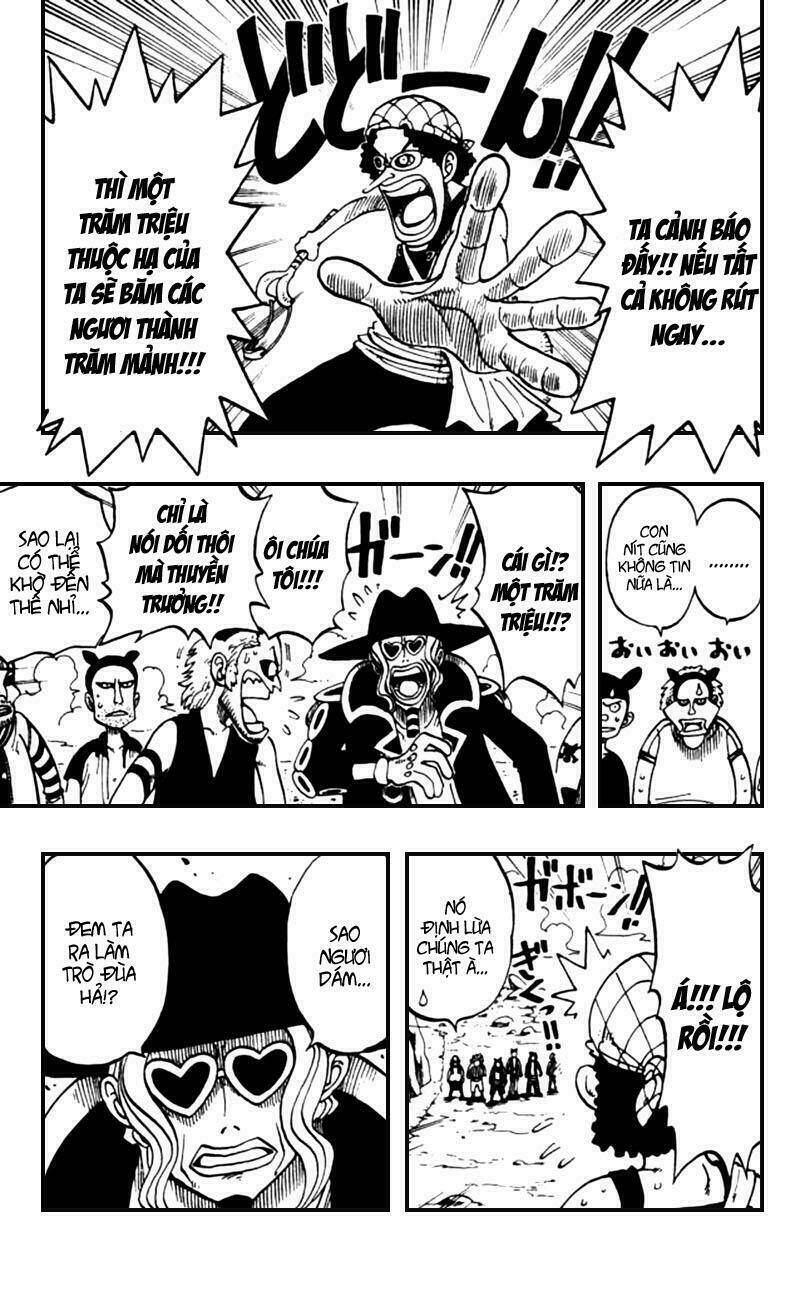 どどーん!!
TA CẢNH BÁO
ĐẤY!! NẾU TẤT
CẢ KHÔNG RÚT
NGAY...
THÌ MỘT
TRĂM TRIỆU
THUỘC HẠ CỦA
TA SẼ BĂM CÁC
NGƯƠI THÀNH
TRĂM MẢNH!!!
.........
CON
NÍT CŨNG
KHÔNG TIN
NỮA LÀ...
おいおいおい
CÁI GÌ!?
MỘT TRĂM
TRIỆU!!?
ガーン!!
ÔI CHÚA
TÔI!!!
CHỈ LÀ
NÓI DỐI THÔI
MÀ THUYỀN
TRƯỞNG!!
SAO LẠI
CÓ THỂ
KHỜ ĐẾN
THẾ NHỈ...
Á!!! LỘ
RỒI!!!
ガボーン!!
ぎくっ!!
NÓ
ĐỊNH LỪA
CHÚNG TA
THẬT À...
SAO
NGƯƠI
DÁM...
ĐEM TA
RA LÀM
TRÒ ĐÙA
HẢ!?